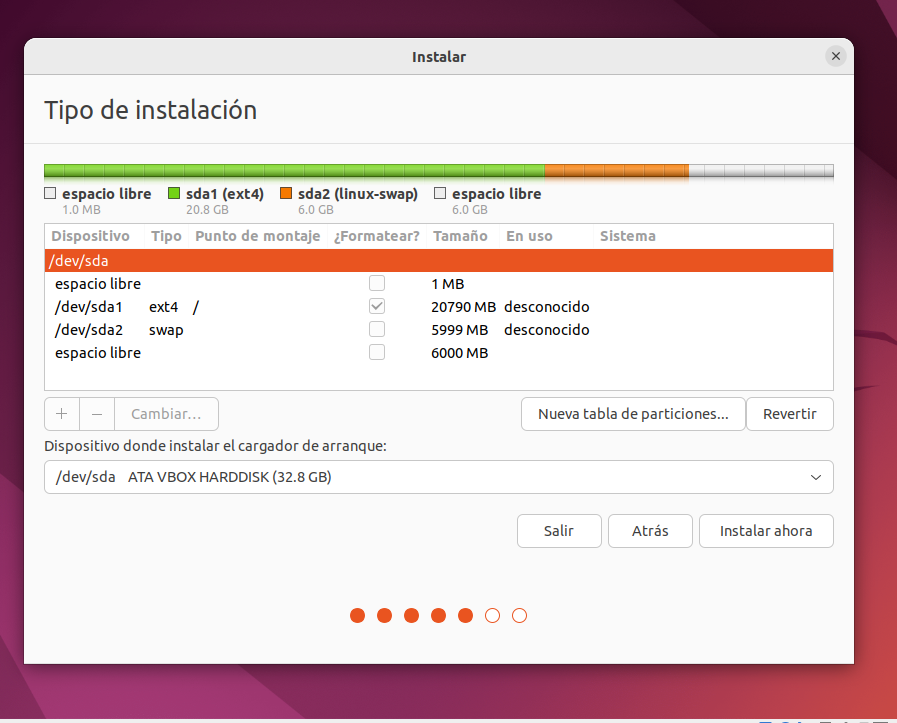 Instalar
Tipo de instalación
espacio libre sda1 (ext4) sda2 (linux-swap) espacio libre
1.0 MB 20.8 GB 6.0 GB 6.0 GB
Dispositivo Tipo Punto de montaje ¿Formatear? Tamaño En uso Sistema
/dev/sda
espacio libre 1 MB
/dev/sda1 ext4 / 20790 MB desconocido
/dev/sda2 swap 5999 MB desconocido
espacio libre 6000 MB
+ − Cambiar... Nueva tabla de particiones... Revertir
Dispositivo donde instalar el cargador de arranque:
/dev/sda ATA VBOX HARDDISK (32.8 GB)
Salir Atrás Instalar ahora